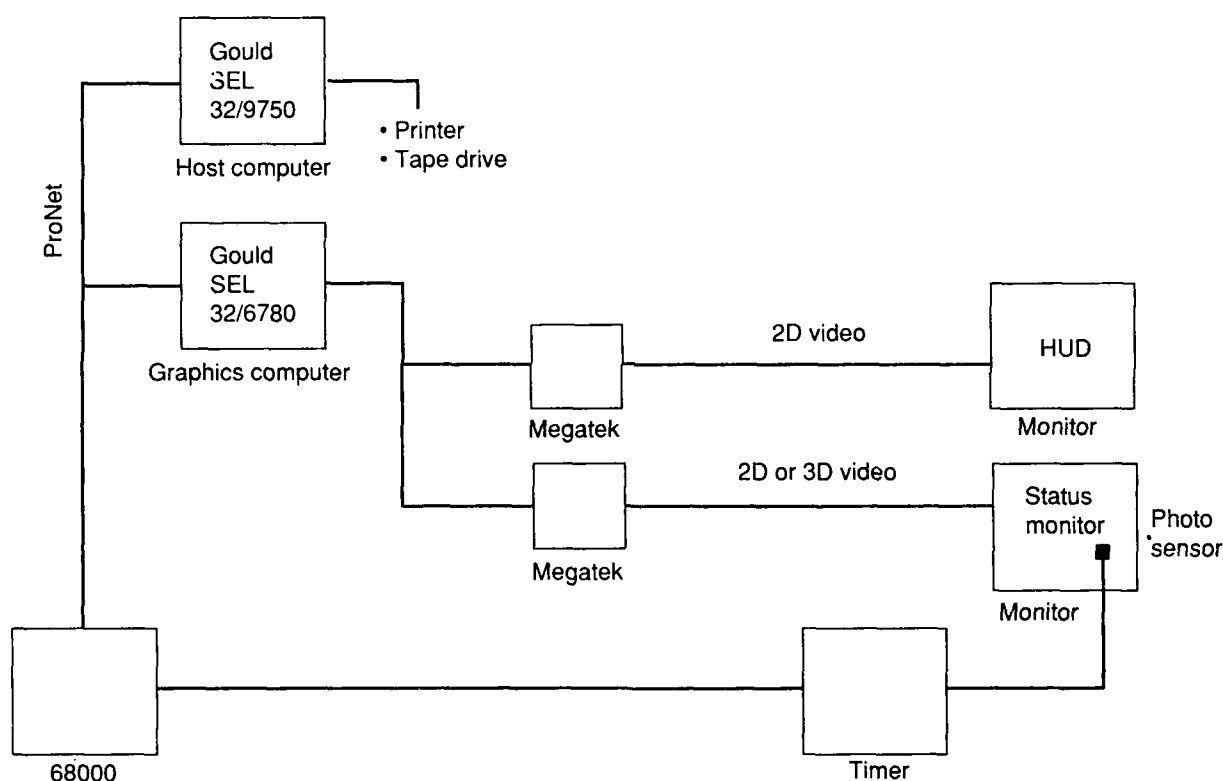 Gould
SEL
32/9750
Host computer
• Printer
• Tape drive
ProNet
Gould
SEL
32/6780
Graphics computer
Megatek
2D video
HUD
Monitor
Megatek
2D or 3D video
Status
monitor
Photo
sensor
Monitor
68000
Timer